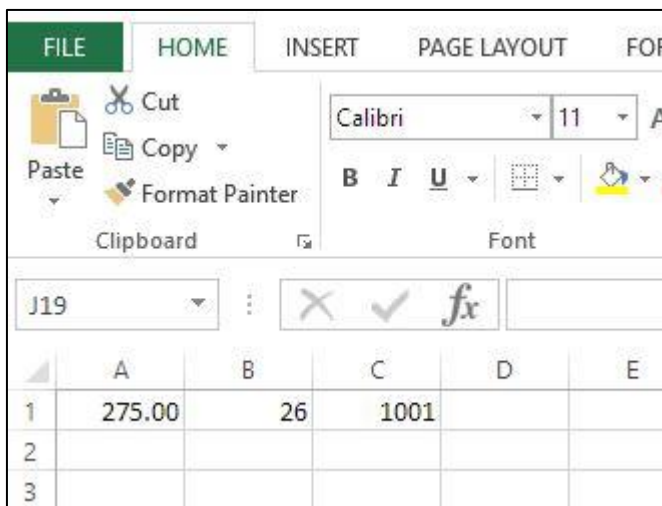 FILE HOME INSERT PAGE LAYOUT FOR
Cut
Calibri 11 A
Copy
Paste
B I U
Format Painter
Clipboard Font
J19 fx
A B C D E
1 275.00 26 1001
2
3